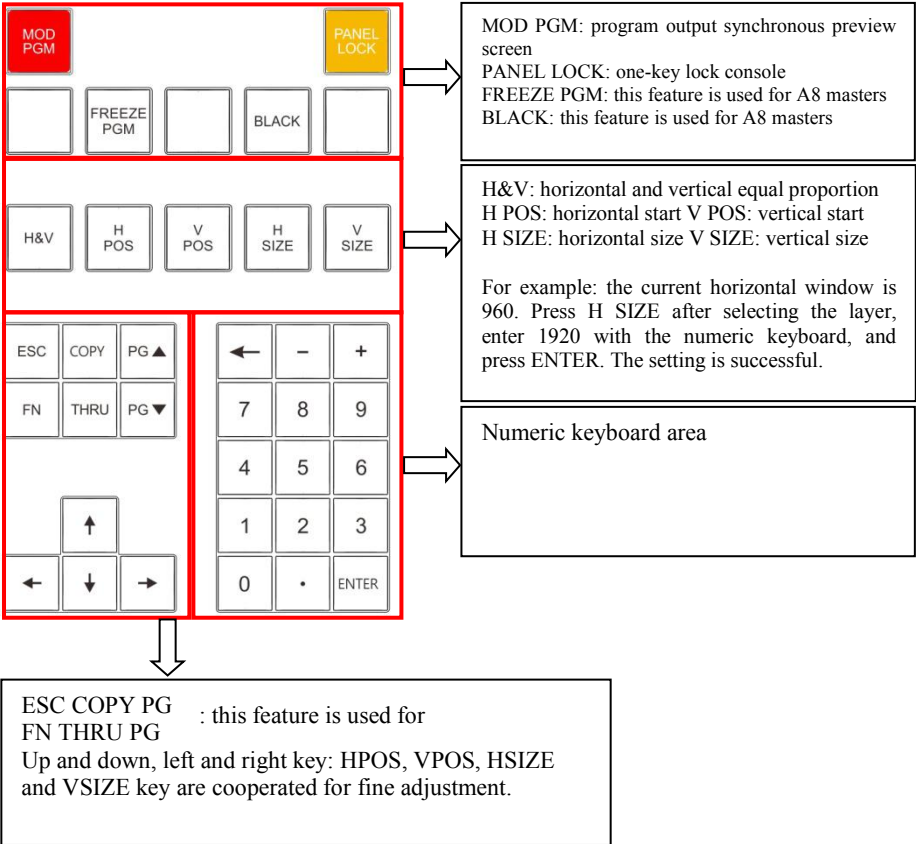 MOD
PGM
PANEL
LOCK
FREEZE
PGM
BLACK
MOD PGM: program output synchronous preview
screen
PANEL LOCK: one-key lock console
FREEZE PGM: this feature is used for A8 masters
BLACK: this feature is used for A8 masters
H&V
H
POS
V
POS
H
SIZE
V
SIZE
H&V: horizontal and vertical equal proportion
H POS: horizontal start V POS: vertical start
H SIZE: horizontal size V SIZE: vertical size
For example: the current horizontal window is
960. Press H SIZE after selecting the layer,
enter 1920 with the numeric keyboard, and
press ENTER. The setting is successful.
ESC COPY PG▲
FN THRU PG▼
↑
← ↓ →
← - +
7 8 9
4 5 6
1 2 3
0 . ENTER
Numeric keyboard area
ESC COPY PG
FN THRU PG
: this feature is used for
Up and down, left and right key: HPOS, VPOS, HSIZE
and VSIZE key are cooperated for fine adjustment.